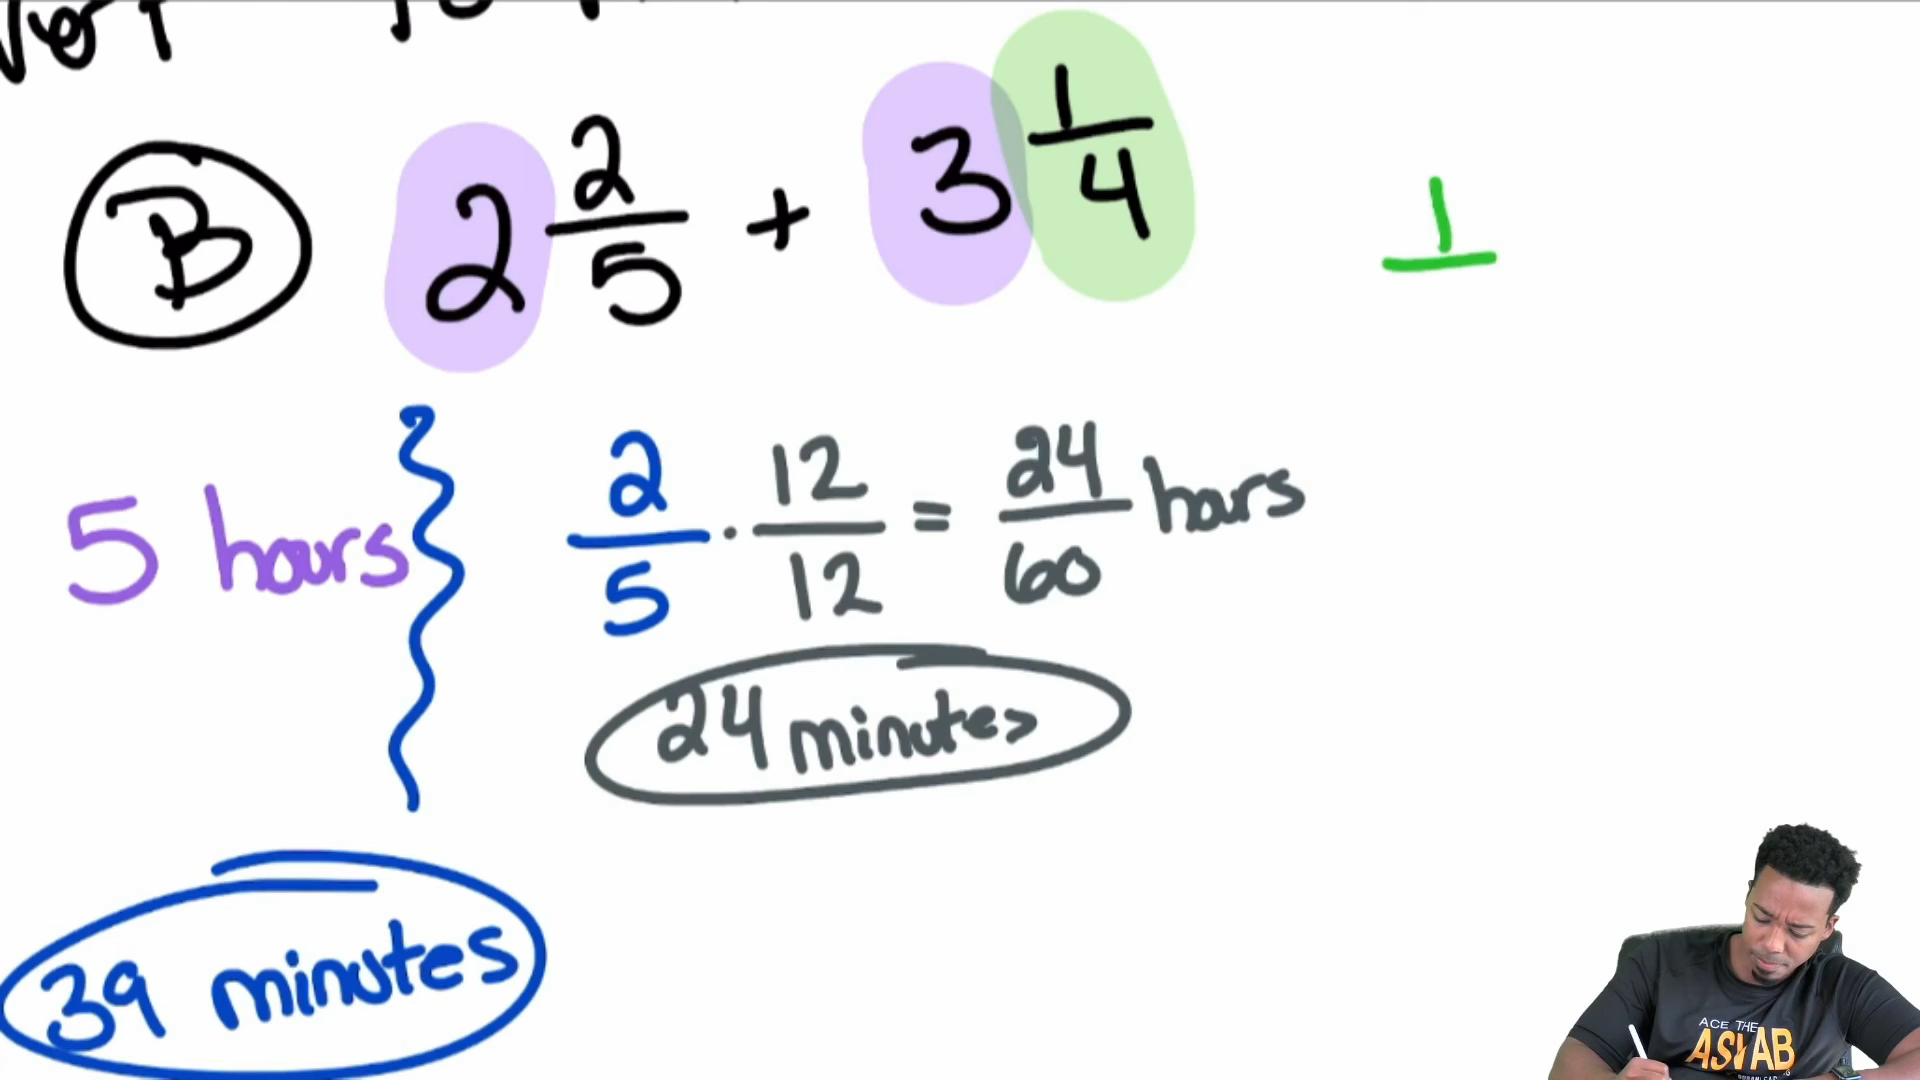 B 2 2/5 + 3 1/4 1
5 hours 2/5 · 12/12 = 24/60 hours
24 minutes
39 minutes
ACE THE
ASVAB